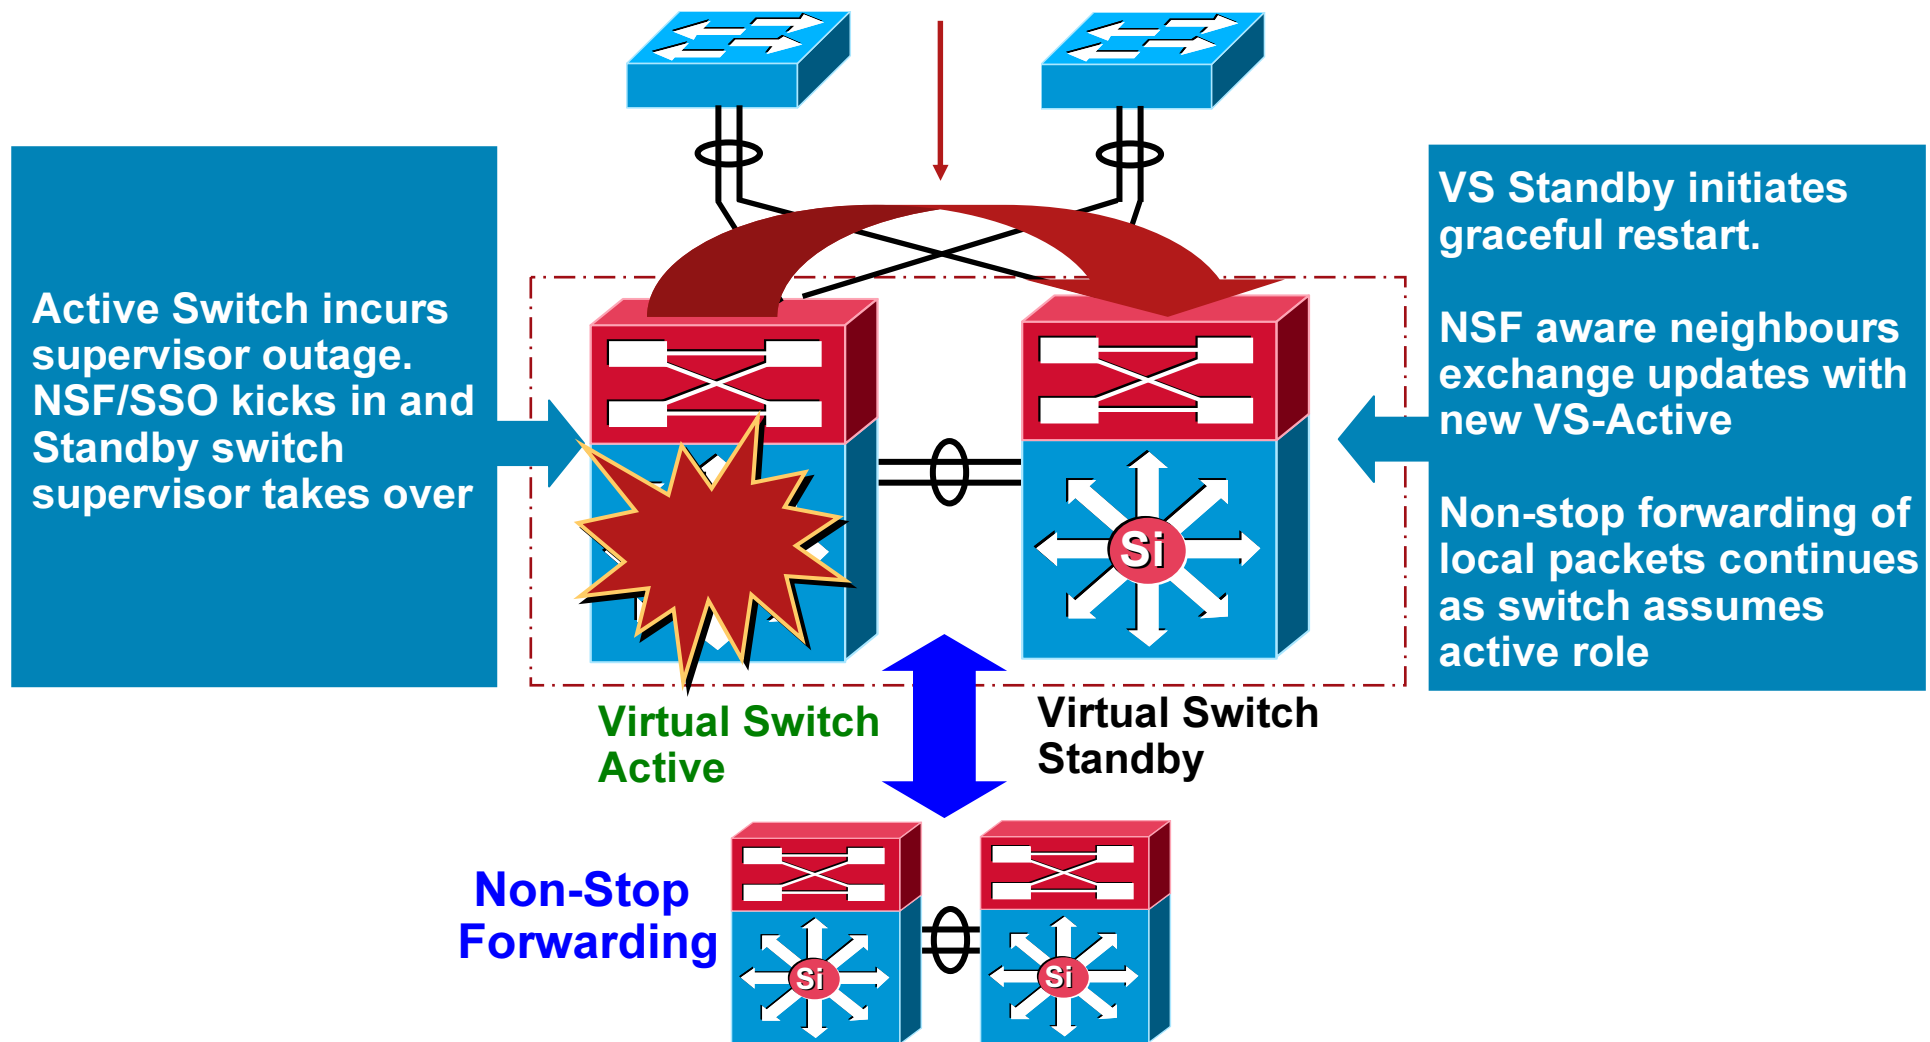 Active Switch incurs
supervisor outage.
NSF/SSO kicks in and
Standby switch
supervisor takes over
VS Standby initiates
graceful restart.
NSF aware neighbours
exchange updates with
new VS-Active
Non-stop forwarding of
local packets continues
as switch assumes
active role
Si
Virtual Switch
Active
Virtual Switch
Standby
Non-Stop
Forwarding
Si
Si